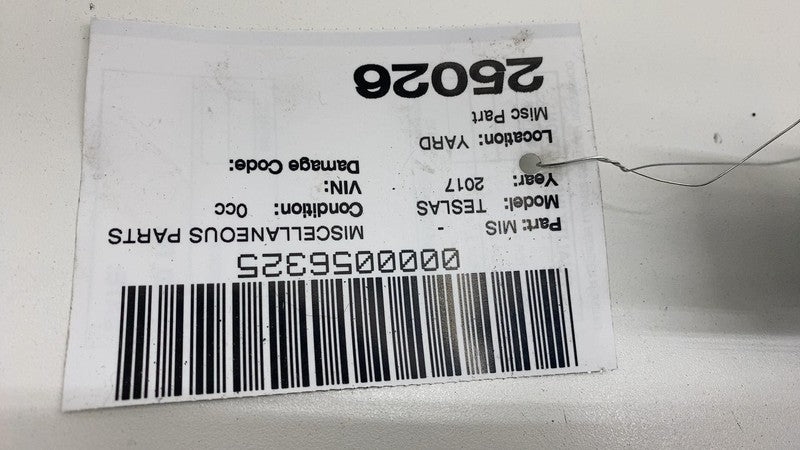 0000056325
Part: MIS - MISCELLANEOUS PARTS
Model: TESLAS Condition: 0cc
Year: 2017 VIN:
Damage Code:
Location: YARD
Misc Part
25026